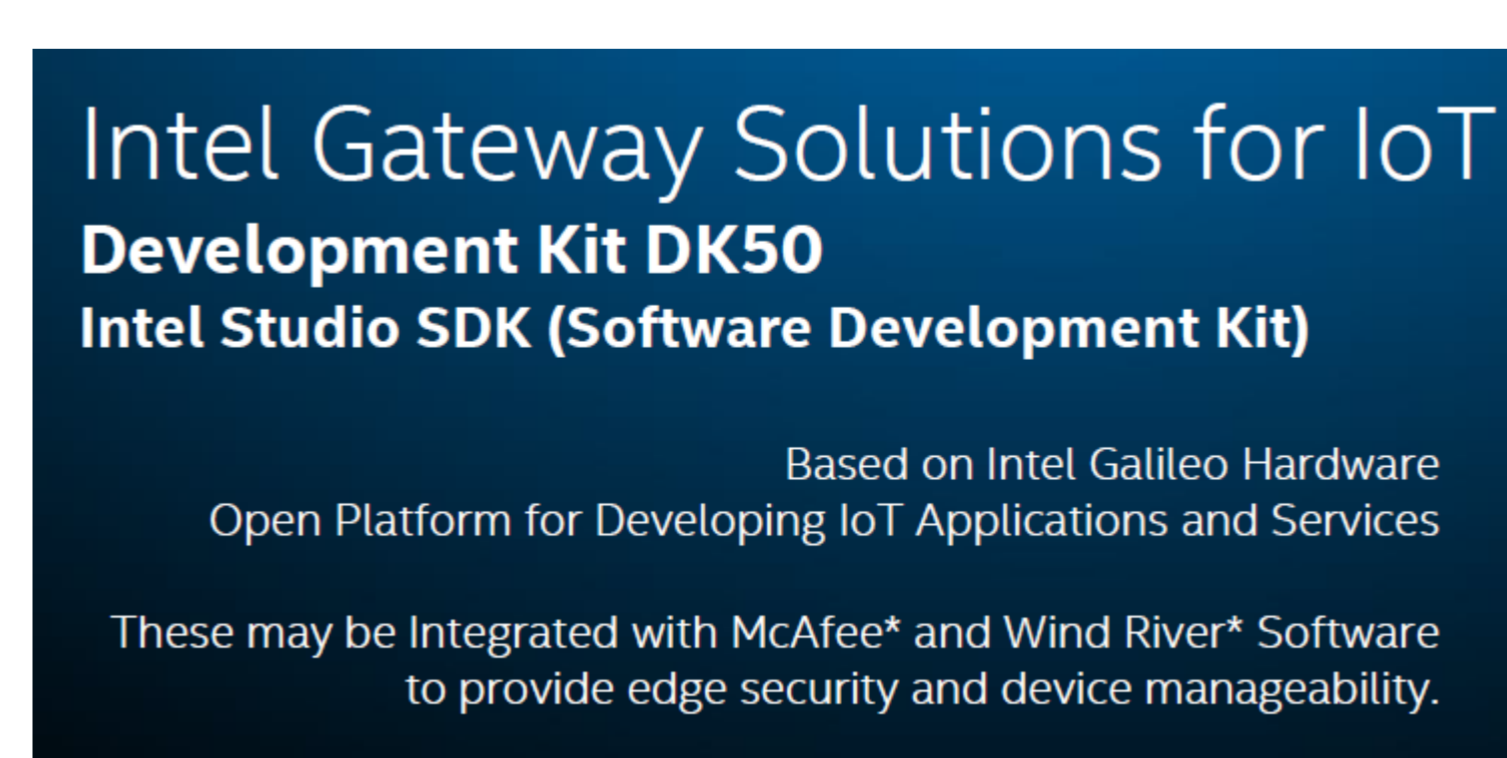 Intel Gateway Solutions for IoT
Development Kit DK50
Intel Studio SDK (Software Development Kit)
Based on Intel Galileo Hardware
Open Platform for Developing IoT Applications and Services
These may be Integrated with McAfee* and Wind River* Software
to provide edge security and device manageability.